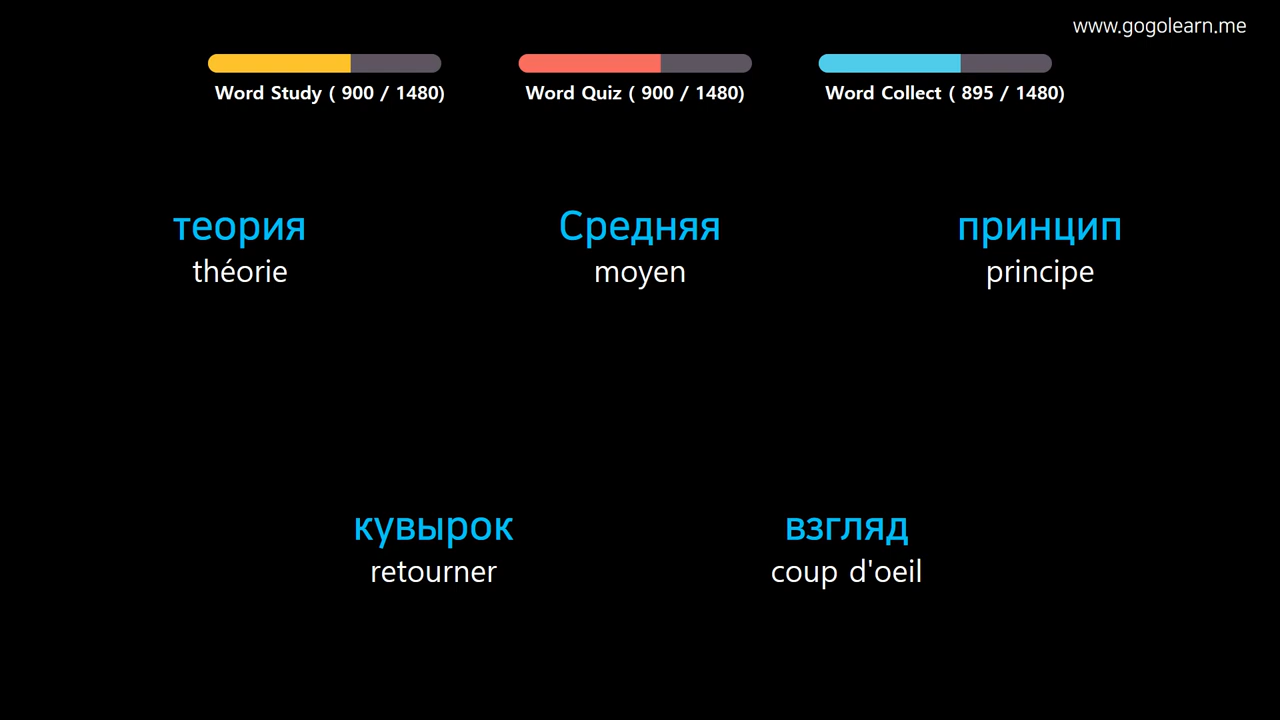 www.gogolearn.me
Word Study ( 900 / 1480)
Word Quiz ( 900 / 1480)
Word Collect ( 895 / 1480)
теория
théorie
Средняя
moyen
принцип
principe
кувырок
retourner
взгляд
coup d'oeil